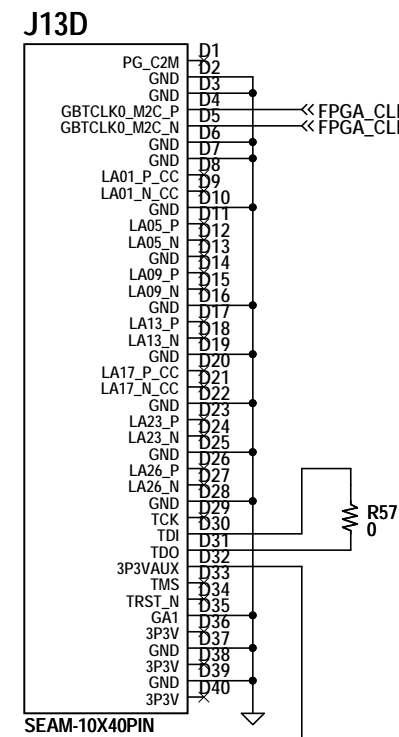 J13D
PG_C2M D1
GND D2
GND D3
GBTCLK0_M2C_P D4 FPGA_CL
GBTCLK0_M2C_N D5 FPGA_CL
GND D6
GND D7
LA01_P_CC D8
LA01_N_CC D9
GND D10
LA05_P D11
LA05_N D12
GND D13
LA09_P D14
LA09_N D15
GND D16
LA13_P D17
LA13_N D18
GND D19
LA17_P_CC D20
LA17_N_CC D21
GND D22
LA23_P D23
LA23_N D24
GND D25
LA26_P D26
LA26_N D27
GND D28
TCK D29
TDI D30
TDO D31
3P3VAUX D32
TMS D33
TRST_N D34
GA1 D35
3P3V D36
GND D37
3P3V D38
GND D39
3P3V D40
R57
0
SEAM-10X40PIN